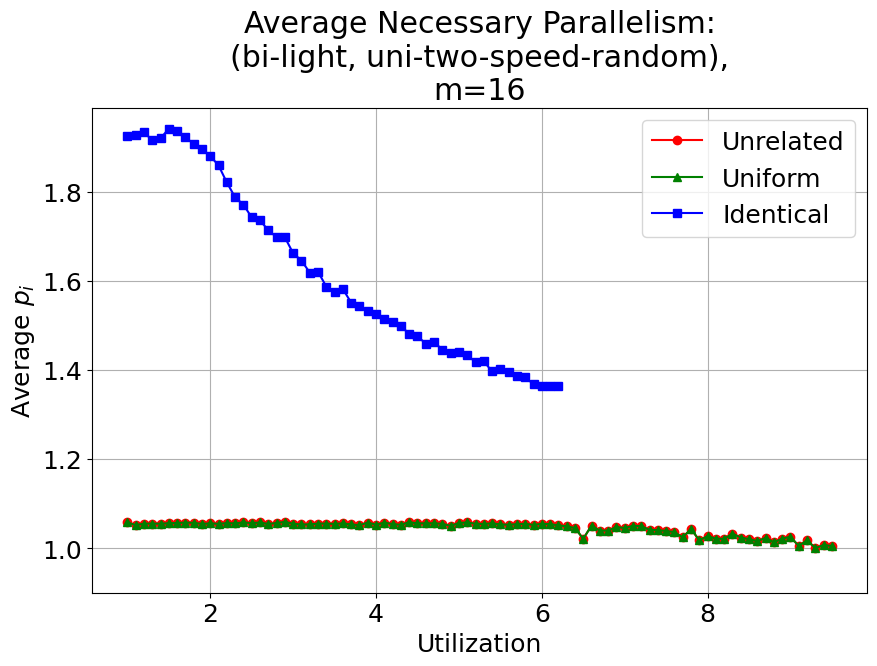 Average Necessary Parallelism:
(bi-light, uni-two-speed-random),
m=16
Unrelated
Uniform
Identical
Average $p_i$
1.8
1.6
1.4
1.2
1.0
2 4 6 8
Utilization